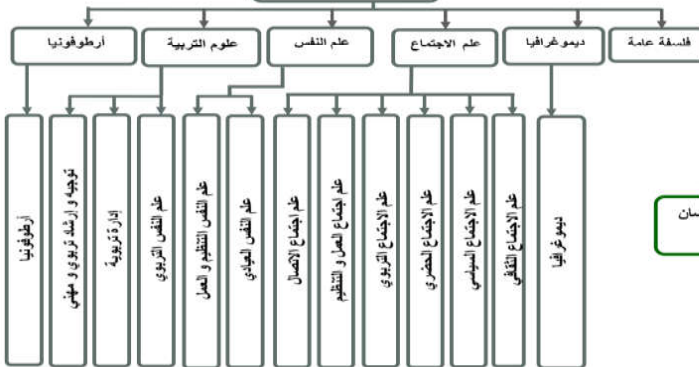 فلسفة عامة
ديموغرافيا
علم الاجتماع
علم النفس
علوم التربية
أرطوفونيا
ديموغرافيا
علم الاجتماع الثقافي
علم الاجتماع السياسي
علم الاجتماع الحضري
علم الاجتماع التربوي
علم اجتماع العمل و التنظيم
علم اجتماع الاتصال
علم النفس العيادي
علم النفس التنظيم و العمل
علم النفس التربوي
إدارة تربوية
توجيه و إرشاد تربوي و مهني
أرطوفونيا